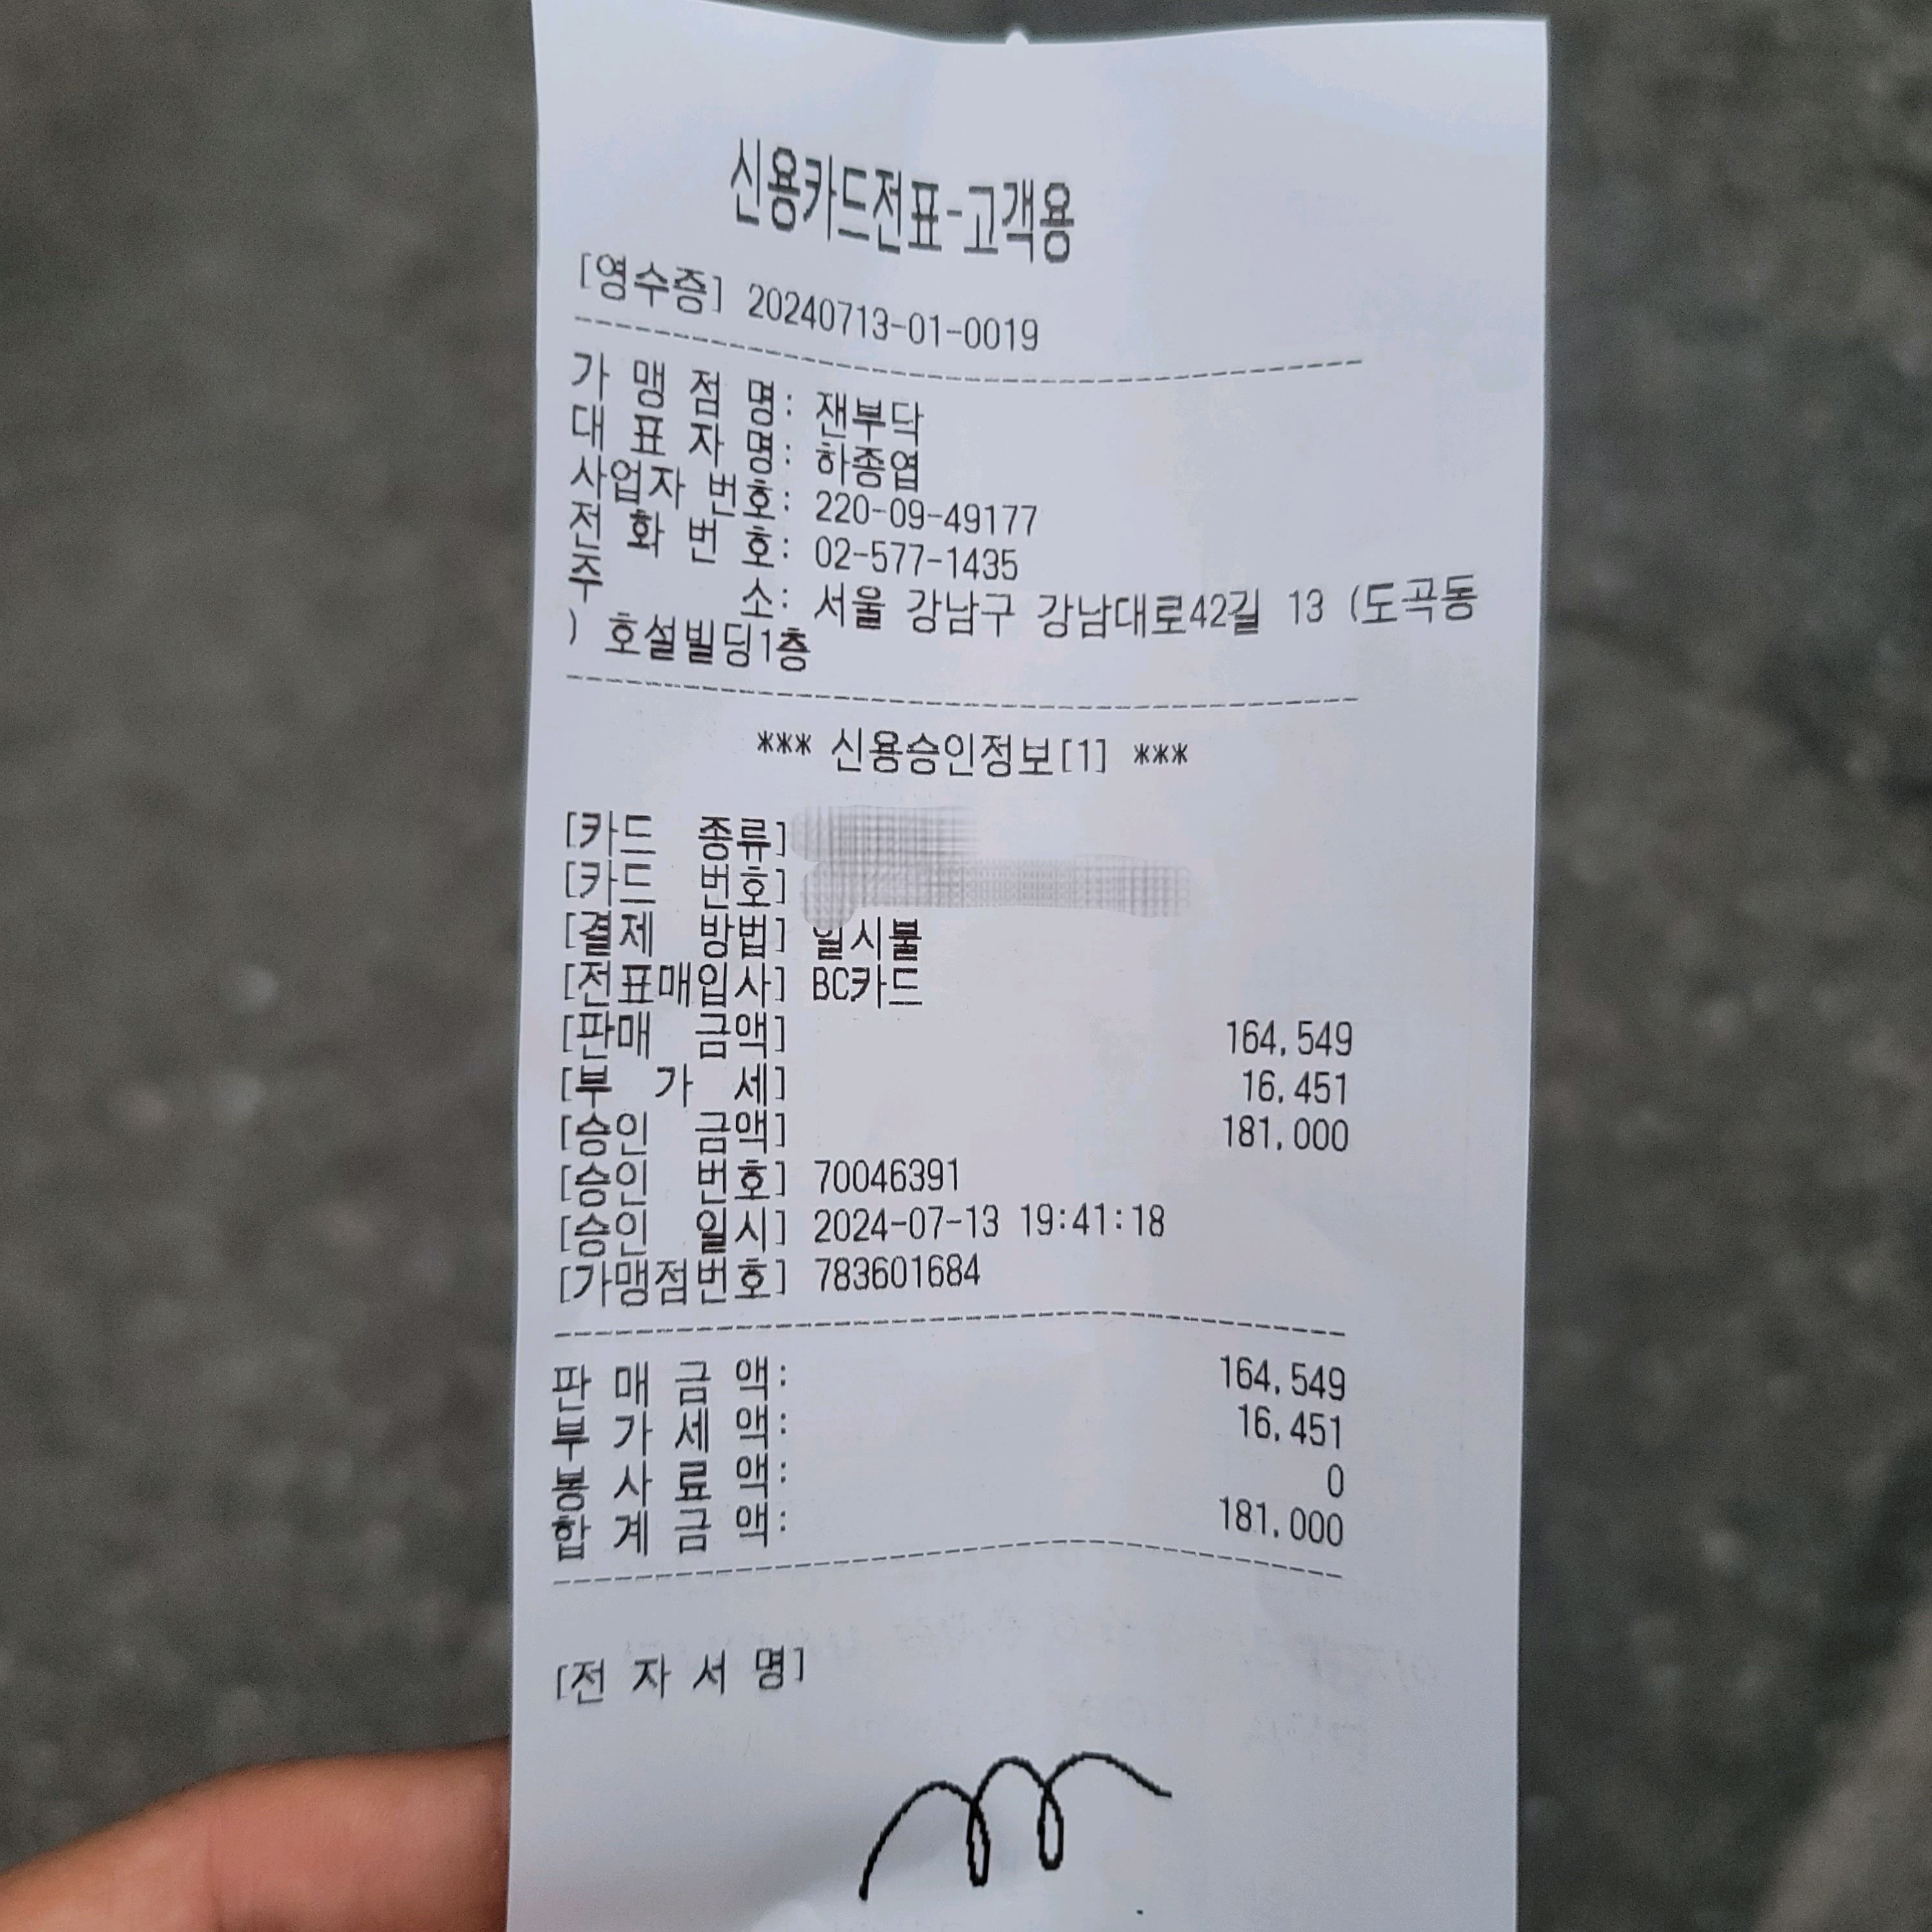 신용카드전표-고객용
[영수증] 20240713-01-0019
가 맹 점 명: 잰부닥
대 표 자 명: 하종엽
사업자 번호: 220-09-49177
전 화 번 호: 02-577-1435
주 소: 서울 강남구 강남대로42길 13 (도곡동
) 호설빌딩1층
*** 신용승인정보[1] ***
[카드 종류]
[카드 번호]
[결제 방법] 일시불
[전표매입사] BC카드
[판매 금액] 164,549
[부 가 세] 16,451
[승인 금액] 181,000
[승인 번호] 70046391
[승인 일시] 2024-07-13 19:41:18
[가맹점번호] 783601684
판 매 금 액: 164,549
부 가 세 액: 16,451
봉 사 료 액: 0
합 계 금 액: 181,000
[전 자 서 명]